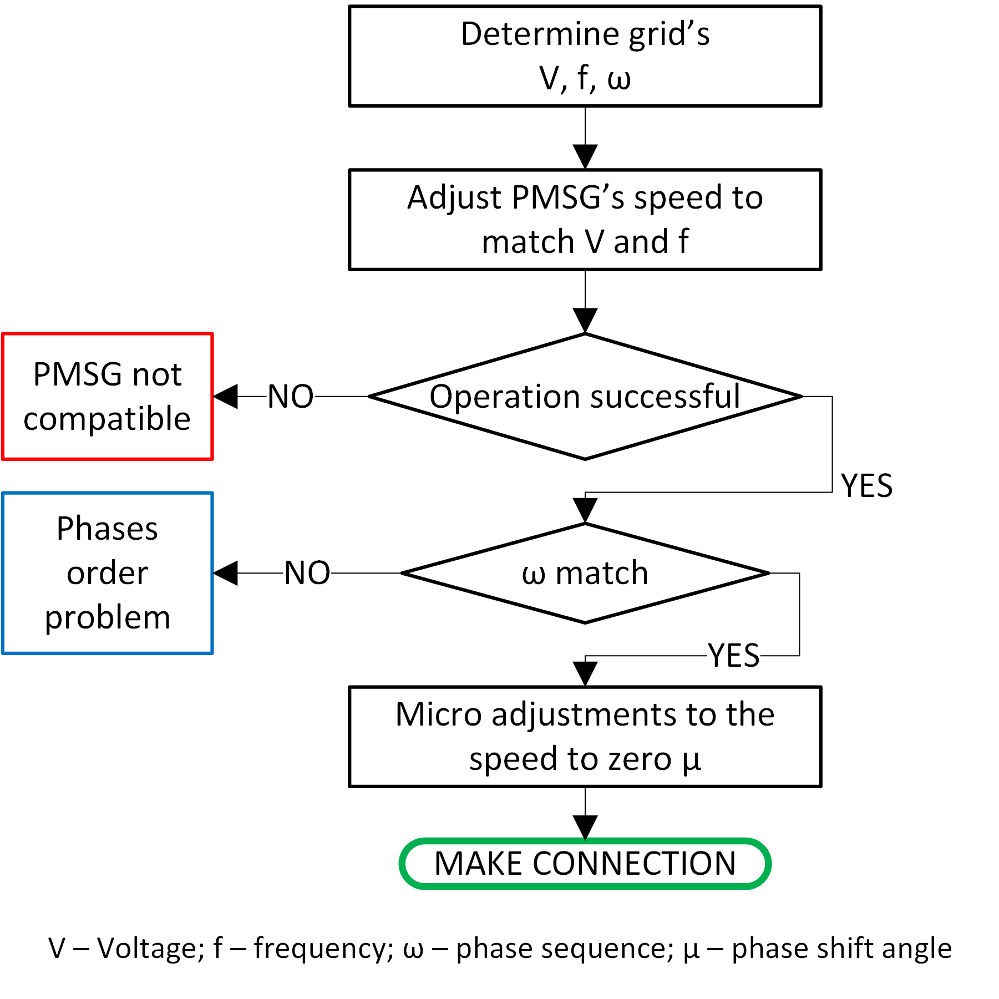 Determine grid’s
V, f, ω
Adjust PMSG’s speed to
match V and f
Operation successful
NO
PMSG not
compatible
YES
ω match
NO
Phases
order
problem
YES
Micro adjustments to the
speed to zero μ
MAKE CONNECTION
V – Voltage; f – frequency; ω – phase sequence; μ – phase shift angle